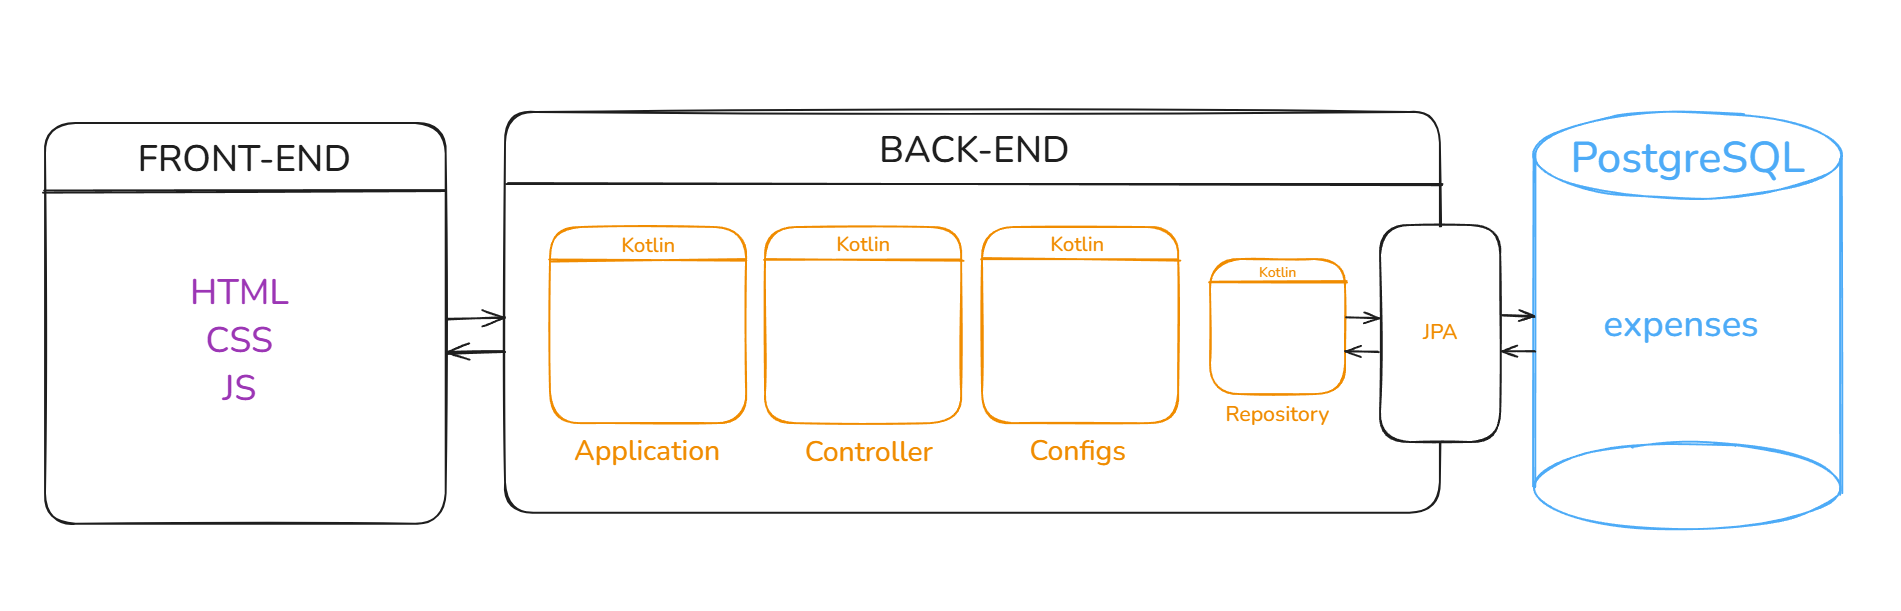 FRONT-END
HTML
CSS
JS
BACK-END
Kotlin
Application
Kotlin
Controller
Kotlin
Configs
Kotlin
Repository
JPA
PostgreSQL
expenses